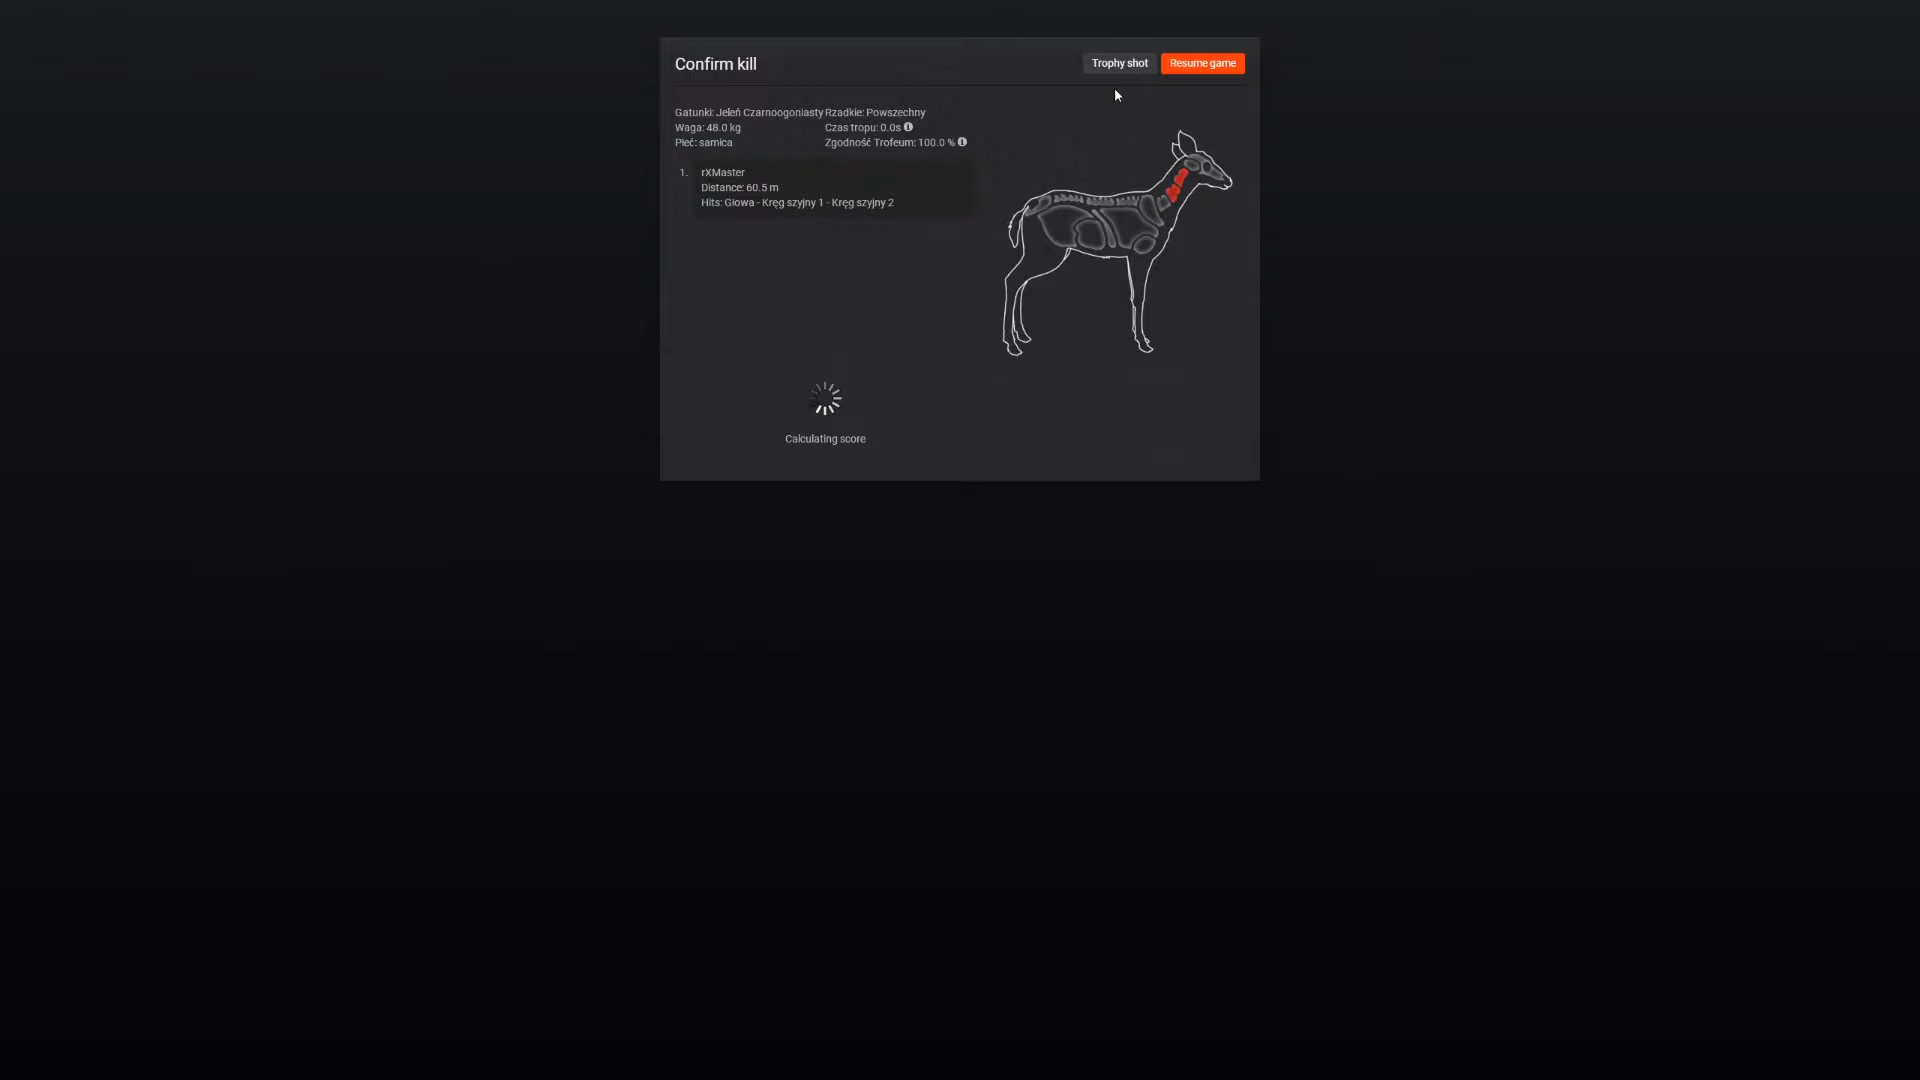 Confirm kill
Trophy shot
Resume game
Gatunki: Jeleń Czarnoogoniasty Rzadkie: Powszechny
Waga: 48.0 kg Czas tropu: 0.0s
Płeć: samica Zgodność Trofeum: 100.0 %
1. rXMaster
Distance: 60.5 m
Hits: Głowa - Kręg szyjny 1 - Kręg szyjny 2
Calculating score